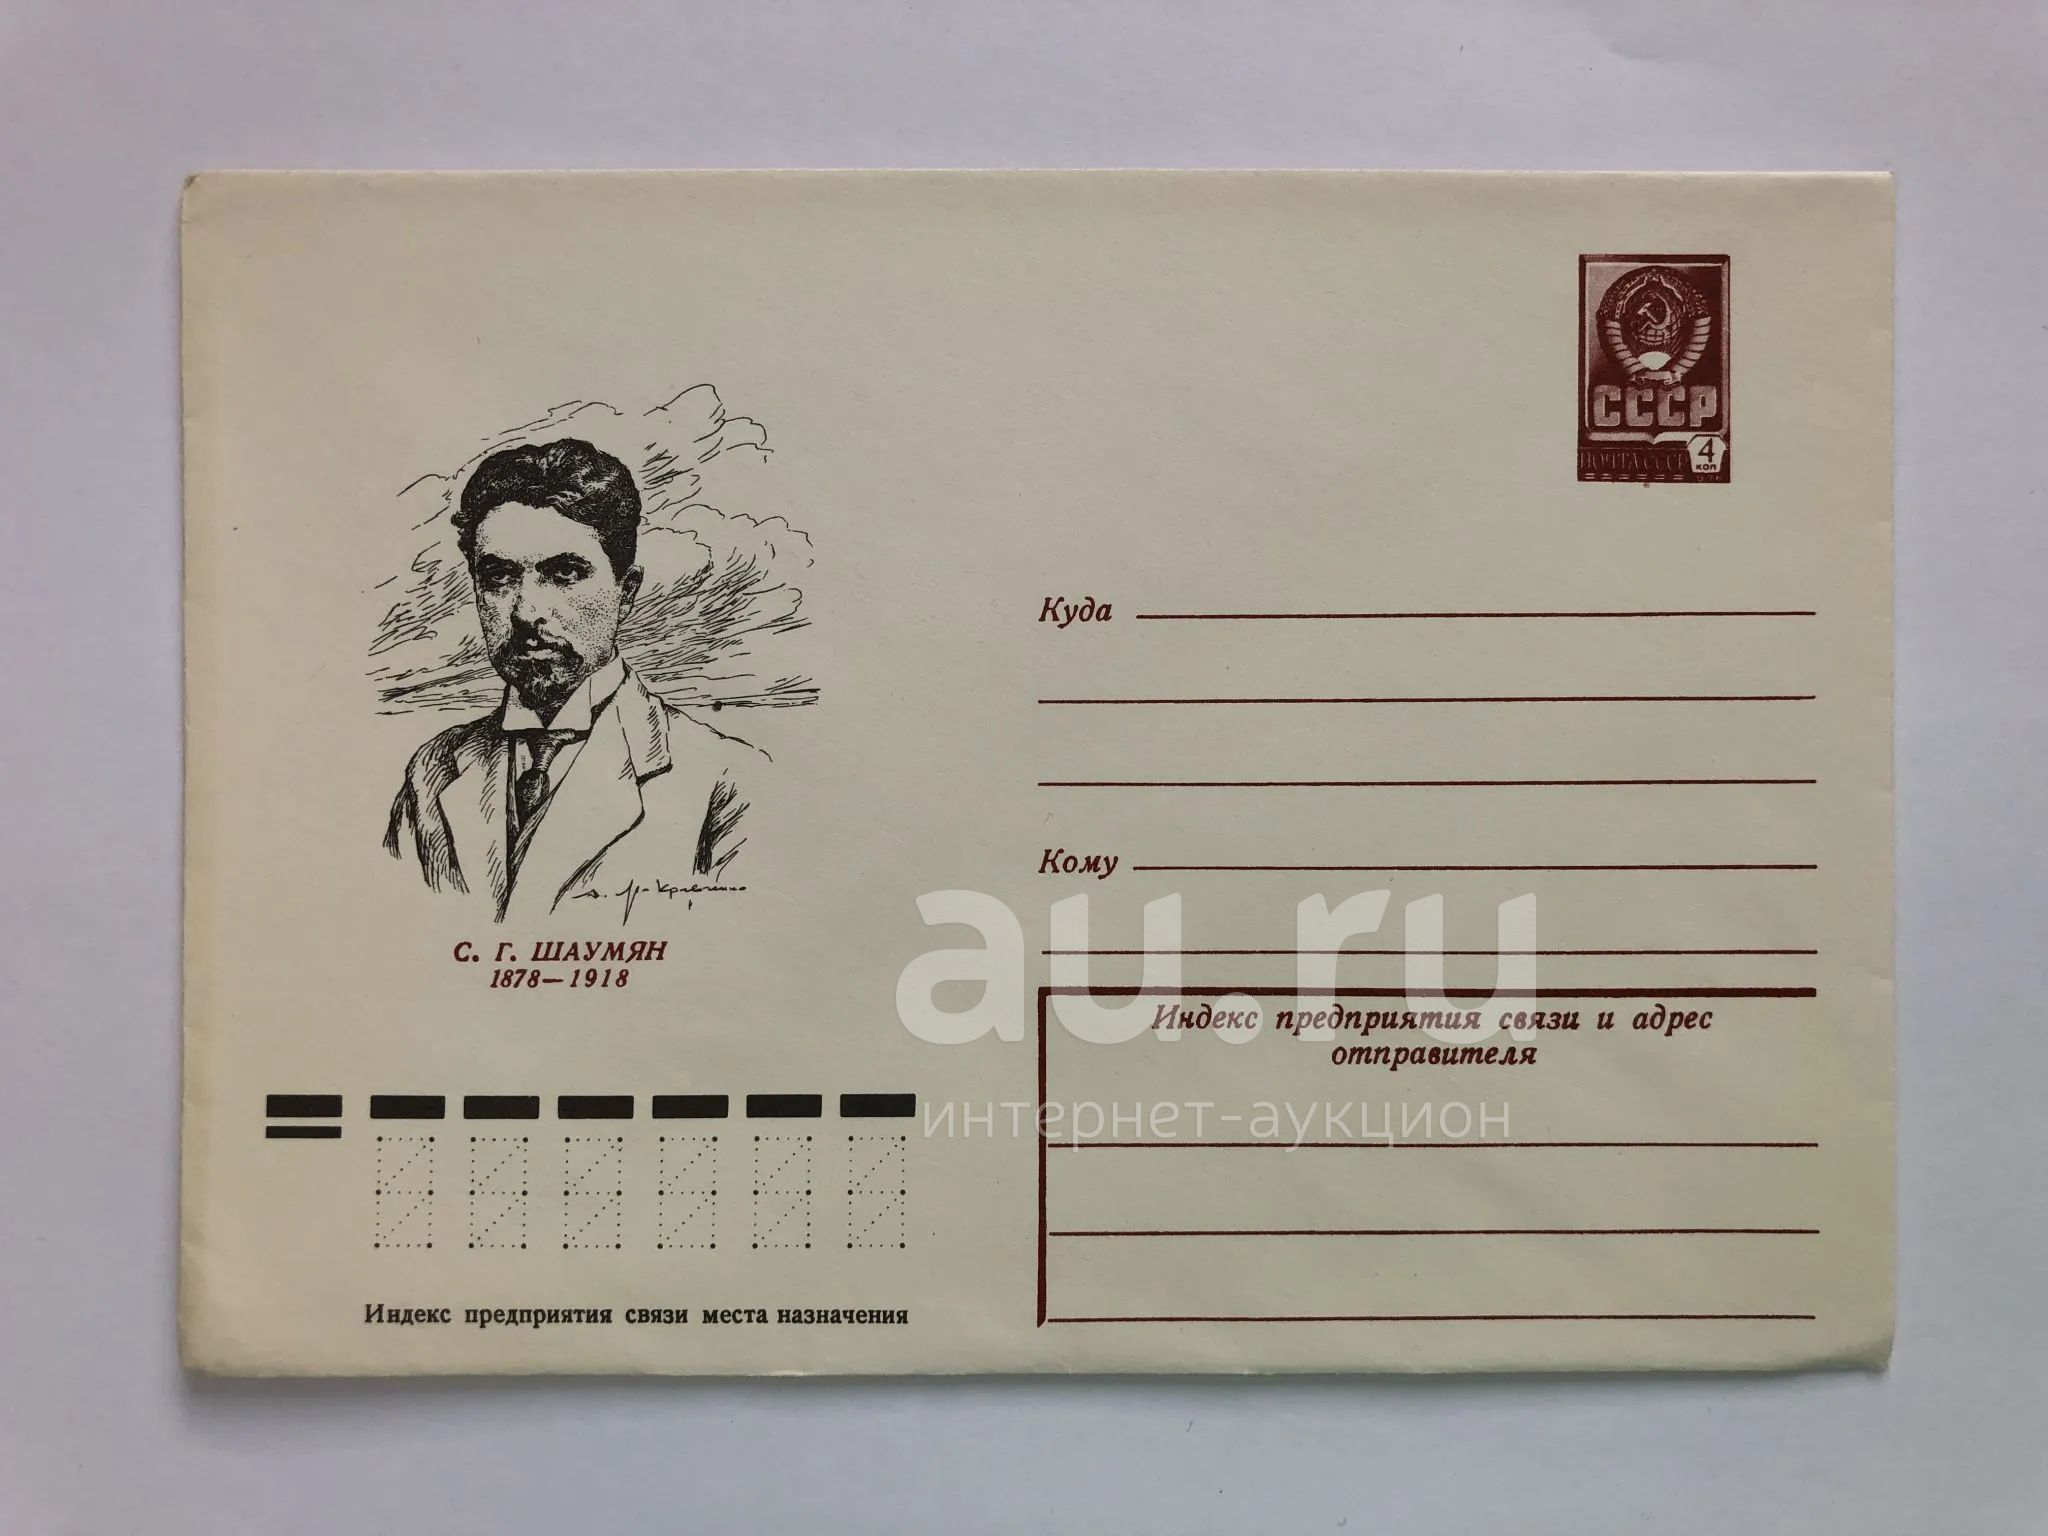 СССР
ПОЧТА СССР
4
коп
Куда
Кому
С. Г. ШАУМЯН
1878—1918
au.ru
интернет-аукцион
Индекс предприятия связи и адрес
отправителя
Индекс предприятия связи места назначения